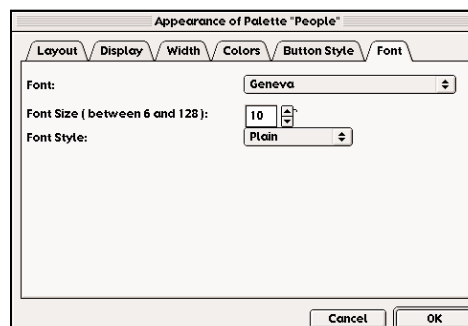 Appearance of Palette "People"
Layout Display Width Colors Button Style Font
Font: Geneva
Font Size ( between 6 and 128 ): 10
Font Style: Plain
Cancel OK